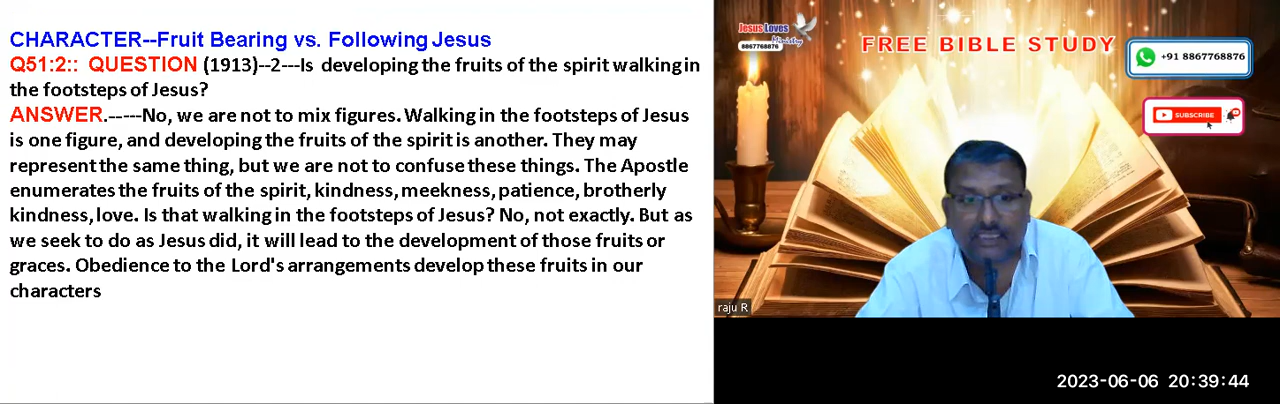 CHARACTER--Fruit Bearing vs. Following Jesus
Q51:2:: QUESTION (1913)--2---Is developing the fruits of the spirit walking in
the footsteps of Jesus?
ANSWER.-----No, we are not to mix figures. Walking in the footsteps of Jesus
is one figure, and developing the fruits of the spirit is another. They may
represent the same thing, but we are not to confuse these things. The Apostle
enumerates the fruits of the spirit, kindness, meekness, patience, brotherly
kindness, love. Is that walking in the footsteps of Jesus? No, not exactly. But as
we seek to do as Jesus did, it will lead to the development of those fruits or
graces. Obedience to the Lord's arrangements develop these fruits in our
characters
Jesus Loves
Ministry
8867768876
FREE BIBLE STUDY
+91 8867768876
SUBSCRIBE
raju R
2023-06-06 20:39:44